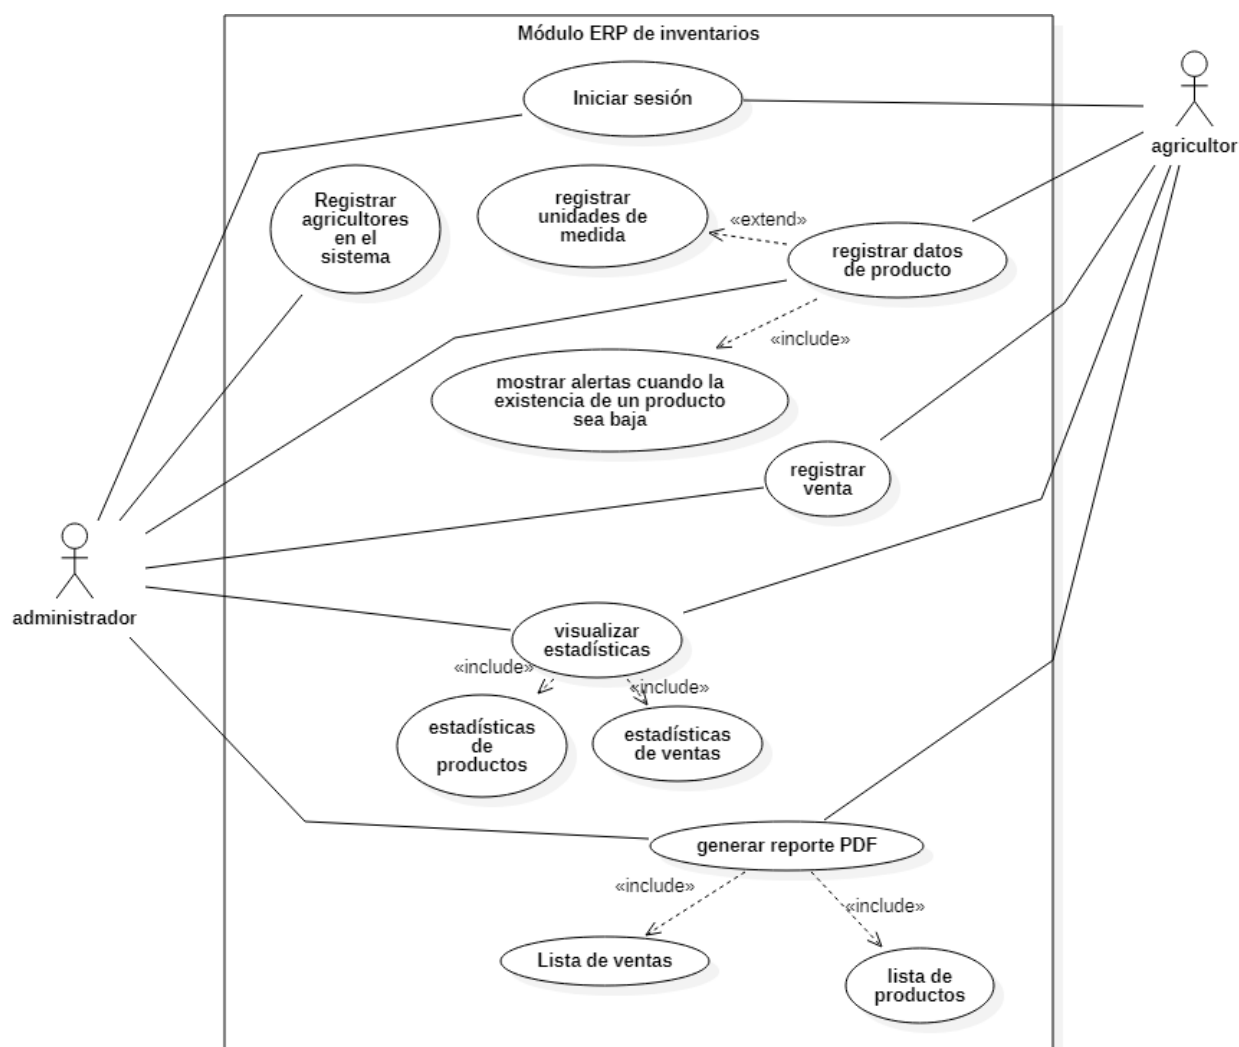 Módulo ERP de inventarios
Iniciar sesión
agricultor
Registrar
agricultores
en el
sistema
registrar
unidades de
medida
«extend»
registrar datos
de producto
«include»
mostrar alertas cuando la
existencia de un producto
sea baja
registrar
venta
administrador
visualizar
estadísticas
«include»
«include»
estadísticas
de
productos
estadísticas
de ventas
generar reporte PDF
«include»
«include»
Lista de ventas
lista de
productos